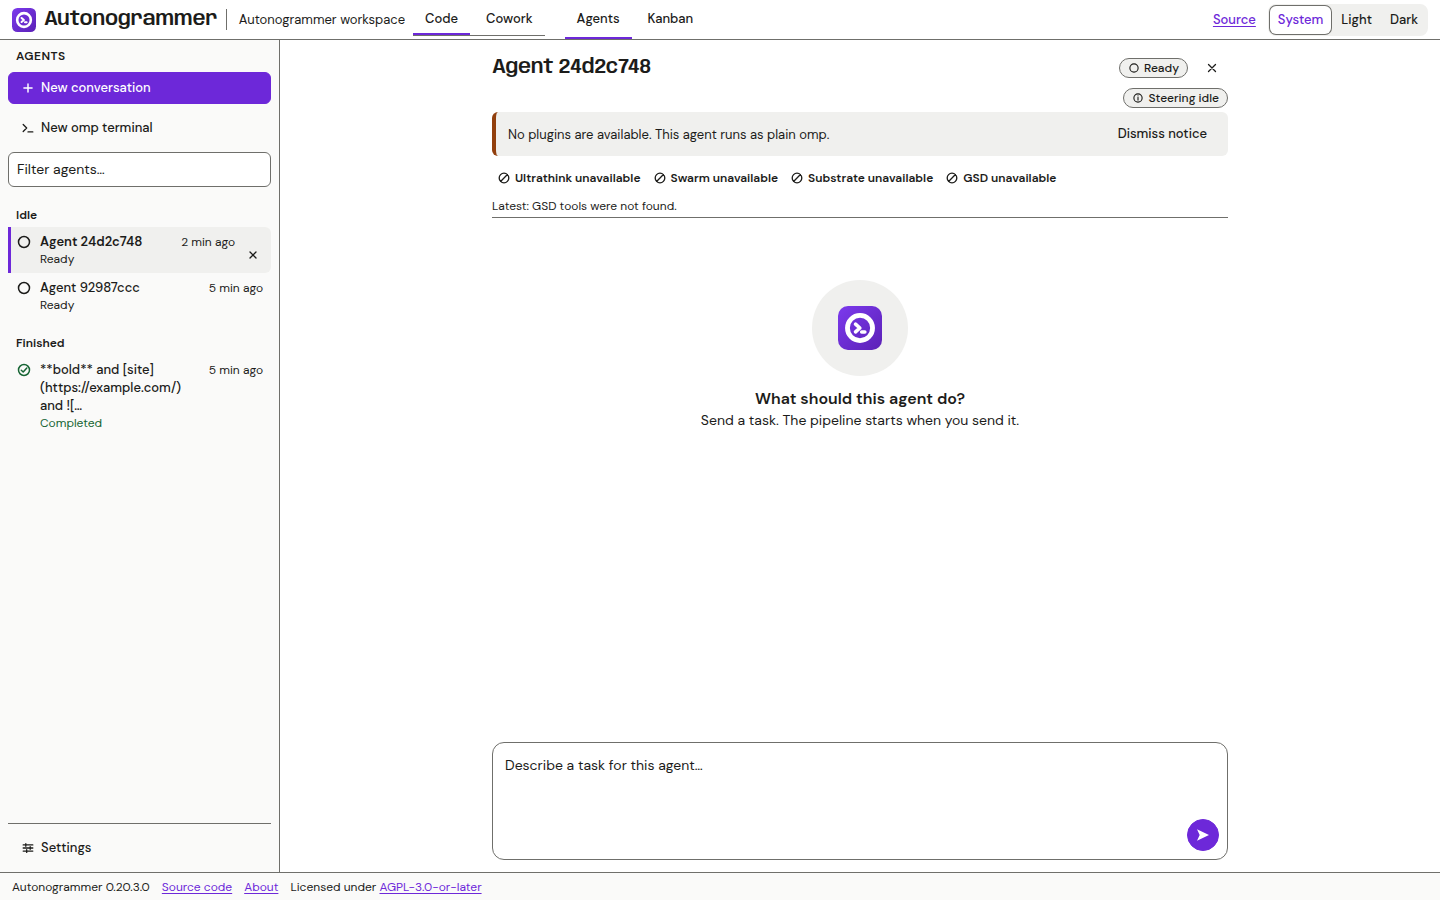 Autonogrammer
Autonogrammer workspace
Code
Cowork
Agents
Kanban
Source
System
Light
Dark
AGENTS
New conversation
New omp terminal
Filter agents…
Idle
Agent 24d2c748
2 min ago
Ready
Agent 92987ccc
5 min ago
Ready
Finished
**bold** and [site]
(https://example.com/)
and ![…
5 min ago
Completed
Settings
Agent 24d2c748
Ready
Steering idle
No plugins are available. This agent runs as plain omp.
Dismiss notice
Ultrathink unavailable
Swarm unavailable
Substrate unavailable
GSD unavailable
Latest: GSD tools were not found.
What should this agent do?
Send a task. The pipeline starts when you send it.
Describe a task for this agent…
Autonogrammer 0.20.3.0
Source code
About
Licensed under AGPL-3.0-or-later